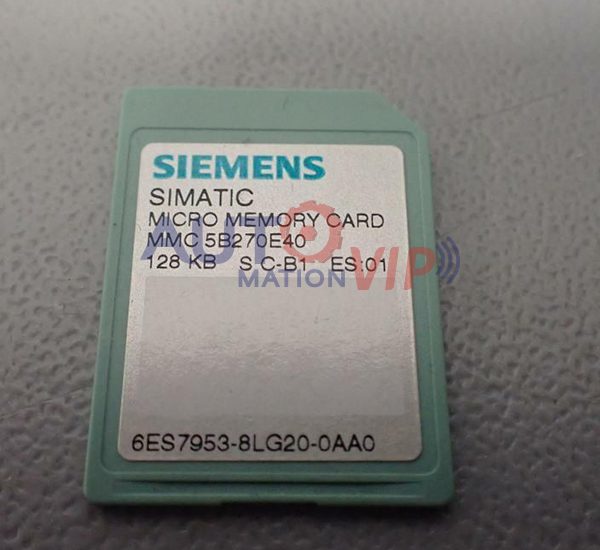 SIEMENS
SIMATIC
MICRO MEMORY CARD
MMC 5B270E40
128 KB S C-B1 ES:01
AUTOMATION VIP
6ES7953-8LG20-0AA0